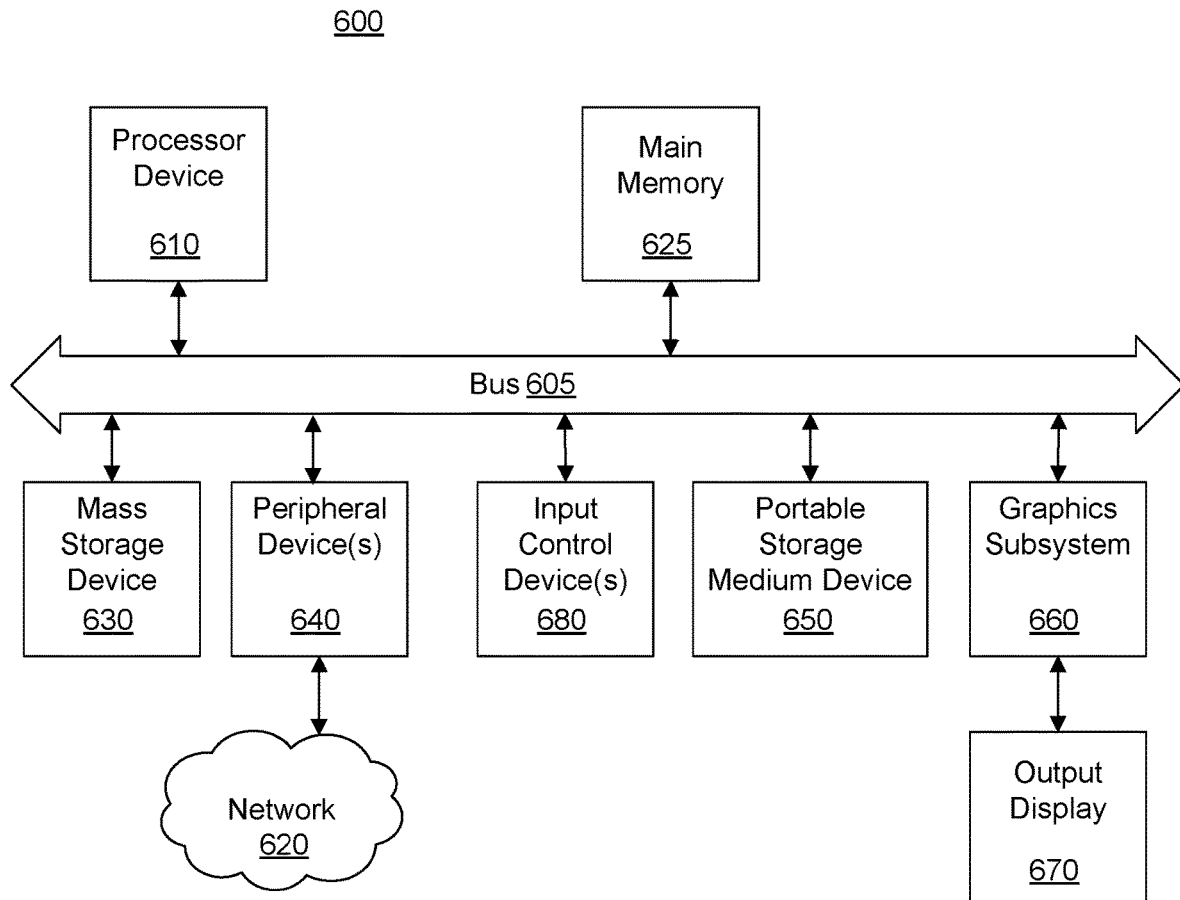 600
Processor
Device
610
Main
Memory
625
Bus 605
Mass
Storage
Device
630
Peripheral
Device(s)
640
Input
Control
Device(s)
680
Portable
Storage
Medium Device
650
Graphics
Subsystem
660
Network
620
Output
Display
670